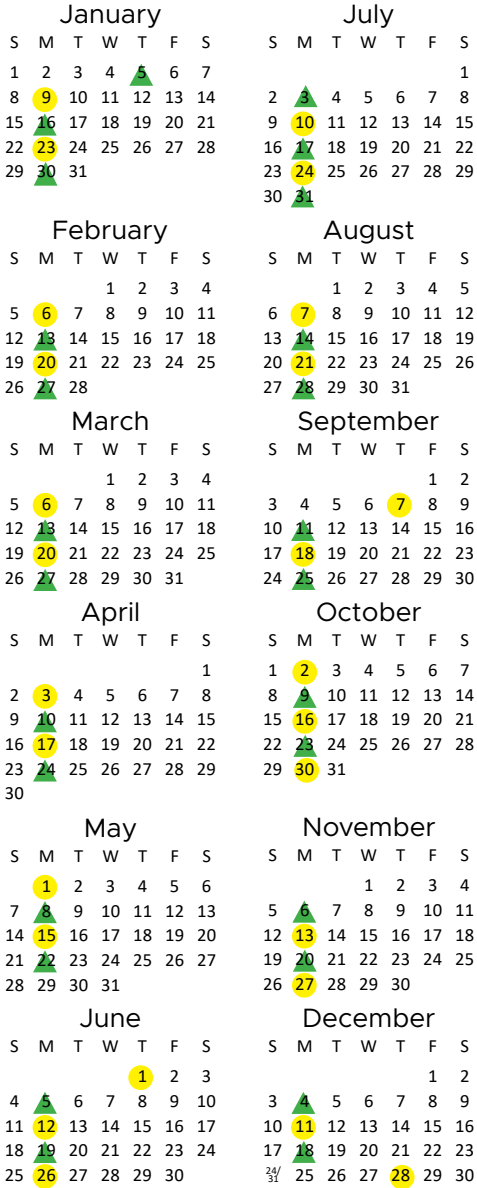 January
S M T W T F S
1 2 3 4 5 6 7
8 9 10 11 12 13 14
15 16 17 18 19 20 21
22 23 24 25 26 27 28
29 30 31
February
S M T W T F S
1 2 3 4
5 6 7 8 9 10 11
12 13 14 15 16 17 18
19 20 21 22 23 24 25
26 27 28
March
S M T W T F S
1 2 3 4
5 6 7 8 9 10 11
12 13 14 15 16 17 18
19 20 21 22 23 24 25
26 27 28 29 30 31
April
S M T W T F S
1
2 3 4 5 6 7 8
9 10 11 12 13 14 15
16 17 18 19 20 21 22
23 24 25 26 27 28 29
30
May
S M T W T F S
1 2 3 4 5 6
7 8 9 10 11 12 13
14 15 16 17 18 19 20
21 22 23 24 25 26 27
28 29 30 31
June
S M T W T F S
1 2 3
4 5 6 7 8 9 10
11 12 13 14 15 16 17
18 19 20 21 22 23 24
25 26 27 28 29 30
July
S M T W T F S
1
2 3 4 5 6 7 8
9 10 11 12 13 14 15
16 17 18 19 20 21 22
23 24 25 26 27 28 29
30 31
August
S M T W T F S
1 2 3 4 5
6 7 8 9 10 11 12
13 14 15 16 17 18 19
20 21 22 23 24 25 26
27 28 29 30 31
September
S M T W T F S
1 2
3 4 5 6 7 8 9
10 11 12 13 14 15 16
17 18 19 20 21 22 23
24 25 26 27 28 29 30
October
S M T W T F S
1 2 3 4 5 6 7
8 9 10 11 12 13 14
15 16 17 18 19 20 21
22 23 24 25 26 27 28
29 30 31
November
S M T W T F S
1 2 3 4
5 6 7 8 9 10 11
12 13 14 15 16 17 18
19 20 21 22 23 24 25
26 27 28 29 30
December
S M T W T F S
1 2
3 4 5 6 7 8 9
10 11 12 13 14 15 16
17 18 19 20 21 22 23
24/31 25 26 27 28 29 30